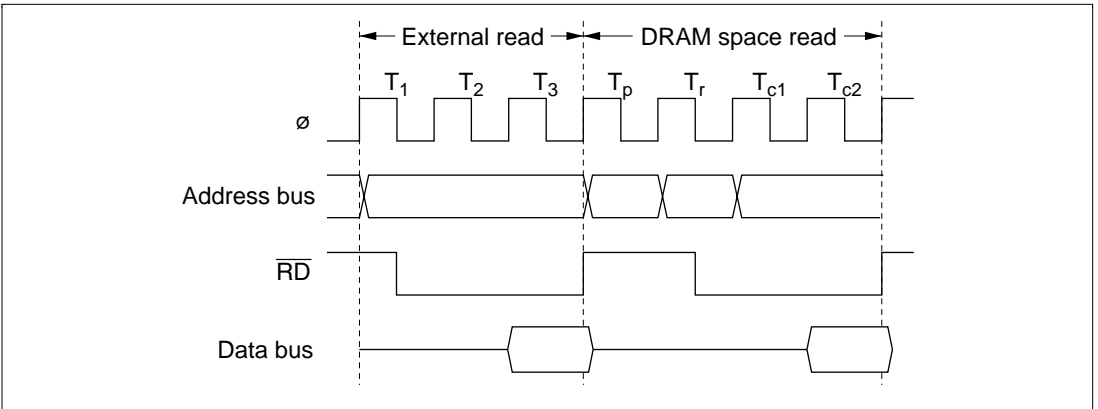 External read DRAM space read
T1 T2 T3 Tp Tr Tc1 Tc2
ø
Address bus
RD
Data bus